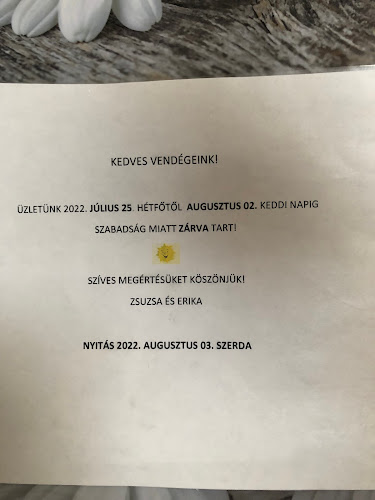 KEDVES VENDÉGEINK!
ÜZLETÜNK 2022. JÚLIUS 25. HÉTFŐTŐL AUGUSZTUS 02. KEDDI NAPIG
SZABADSÁG MIATT ZÁRVA TART!
SZÍVES MEGÉRTÉSÜKET KÖSZÖNJÜK!
ZSUZSA ÉS ERIKA
NYITÁS 2022. AUGUSZTUS 03. SZERDA